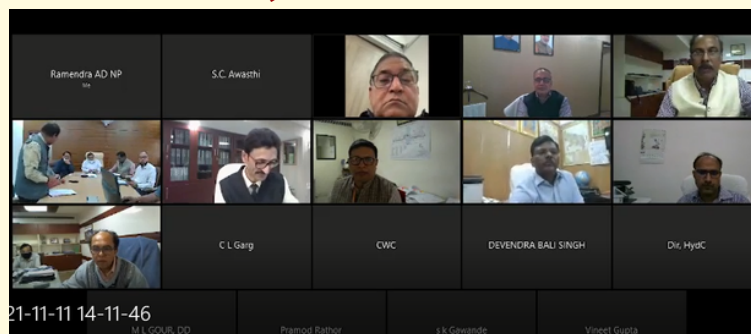 Ramendra AD NP
Me
S.C. Awasthi
C L Garg
CWC
DEVENDRA BALI SINGH
Dir, HydC
21-11-11 14-11-46
M L GOUR, DD
Pramod Rathor
s k Gawande
Vineet Gupta